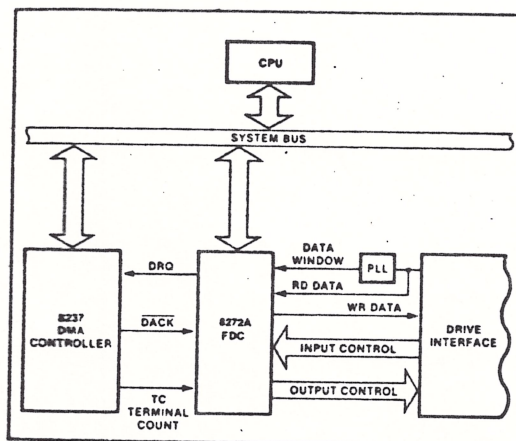 CPU
SYSTEM BUS
DRQ
DATA
WINDOW
PLL
RD DATA
8237
DMA
CONTROLLER
DACK
8272A
FDC
WR DATA
DRIVE
INTERFACE
INPUT CONTROL
TC
TERMINAL
COUNT
OUTPUT CONTROL